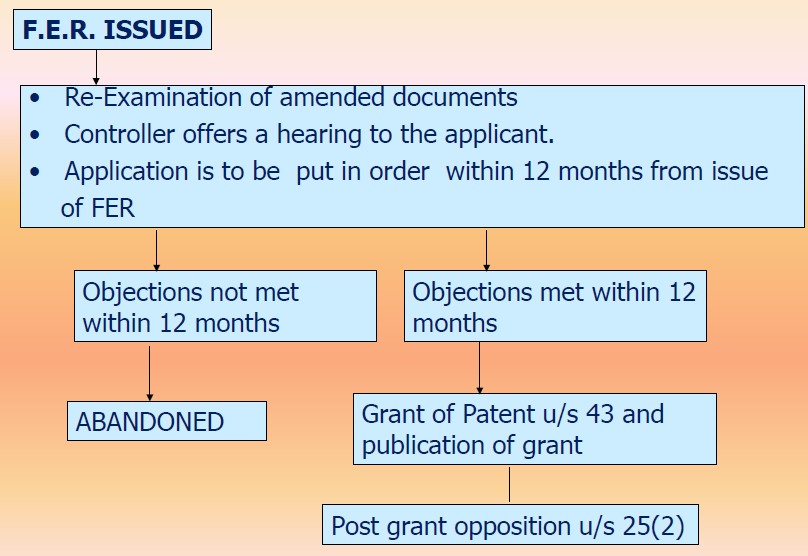 F.E.R. ISSUED
• Re-Examination of amended documents
• Controller offers a hearing to the applicant.
• Application is to be put in order within 12 months from issue
of FER
Objections not met
within 12 months
Objections met within 12
months
ABANDONED
Grant of Patent u/s 43 and
publication of grant
Post grant opposition u/s 25(2)